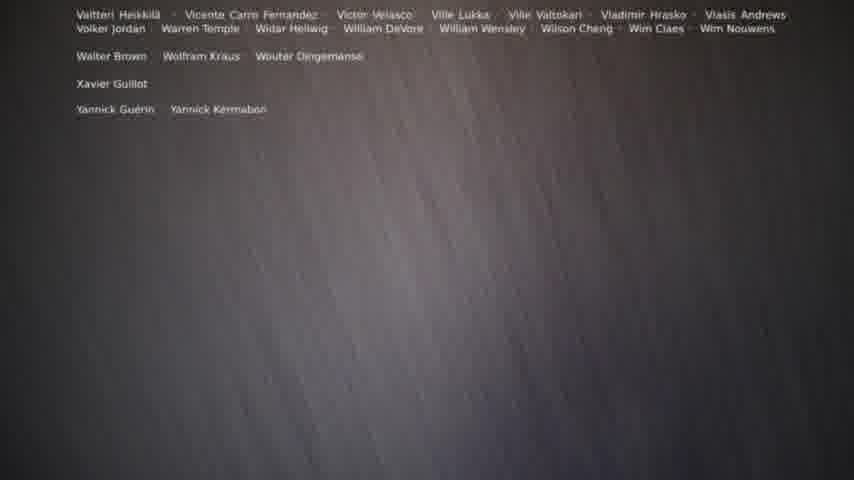 Valtteri Heikkilä · Vicente Carro Fernandez · Victor Velasco · Ville Lukka · Ville Valtokari · Vladimir Hrasko · Vlasis Andrews
Volker Jordan · Warren Temple · Widar Hellwig · William DeVore · William Wensley · Wilson Cheng · Wim Claes · Wim Nouwens
Walter Brown · Wolfram Kraus · Wouter Dingemanse
Xavier Guillot
Yannick Guérin · Yannick Kermabon